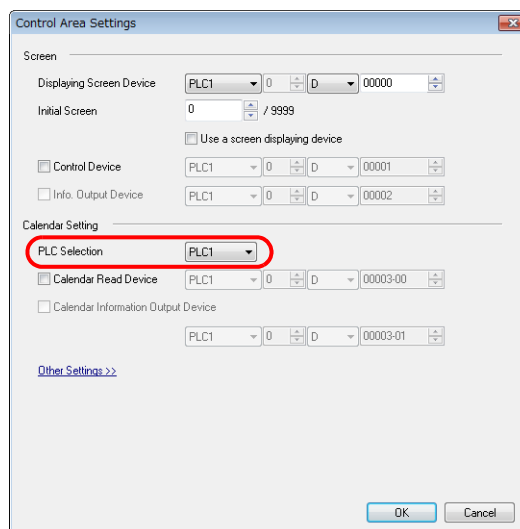 Control Area Settings
Screen
Displaying Screen Device PLC1 0 D 00000
Initial Screen 0 / 9999
Use a screen displaying device
Control Device PLC1 0 D 00001
Info. Output Device PLC1 0 D 00002
Calendar Setting
PLC Selection PLC1
Calendar Read Device PLC1 0 D 00003-00
Calendar Information Output Device
PLC1 0 D 00003-01
Other Settings >>
OK Cancel